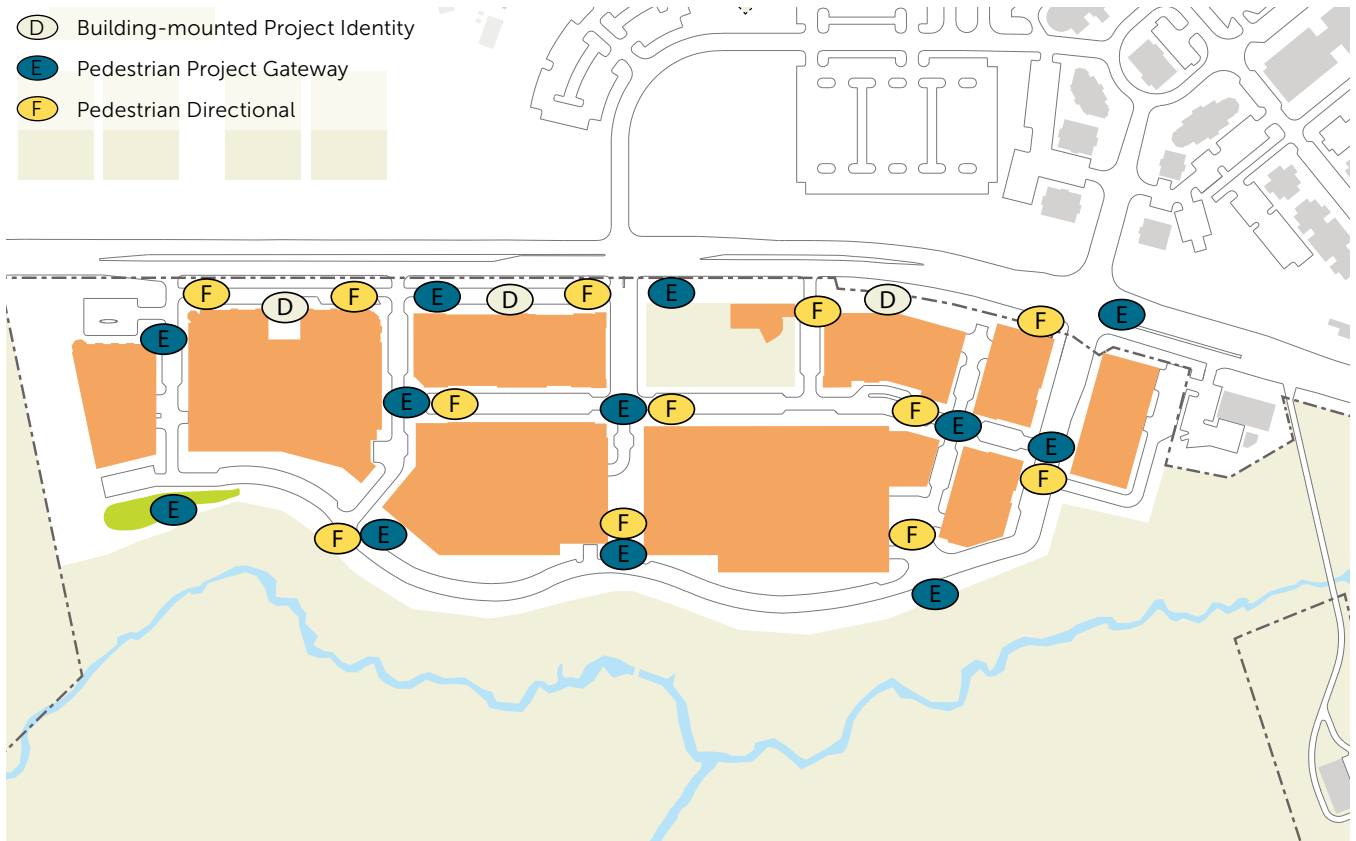 D Building-mounted Project Identity
E Pedestrian Project Gateway
F Pedestrian Directional
F D F E D F E D F E F
E
E F E F F E E
F
E
F E F E F
E